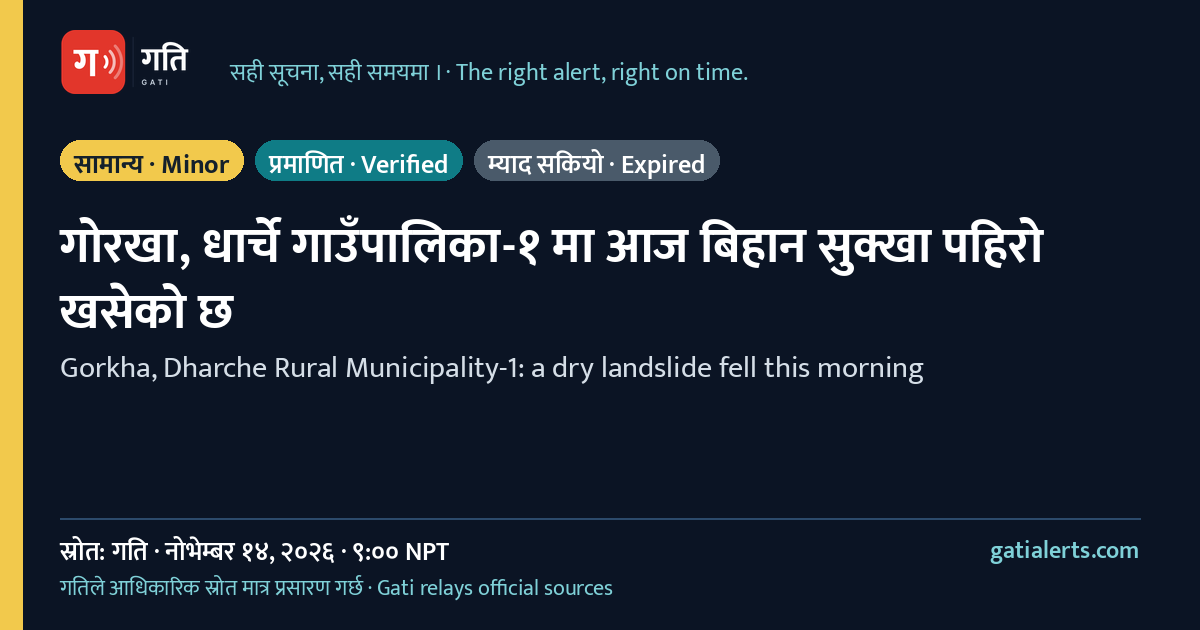 ग गति
GATI
सही सूचना, सही समयमा । · The right alert, right on time.
सामान्य · Minor
प्रमाणित · Verified
म्याद सकियो · Expired
गोरखा, धार्चे गाउँपालिका-१ मा आज बिहान सुक्खा पहिरो
खसेको छ
Gorkha, Dharche Rural Municipality-1: a dry landslide fell this morning
स्रोत: गति · नोभेम्बर १४, २०२६ · ९:०० NPT
gatialerts.com
गतिले आधिकारिक स्रोत मात्र प्रसारण गर्छ · Gati relays official sources